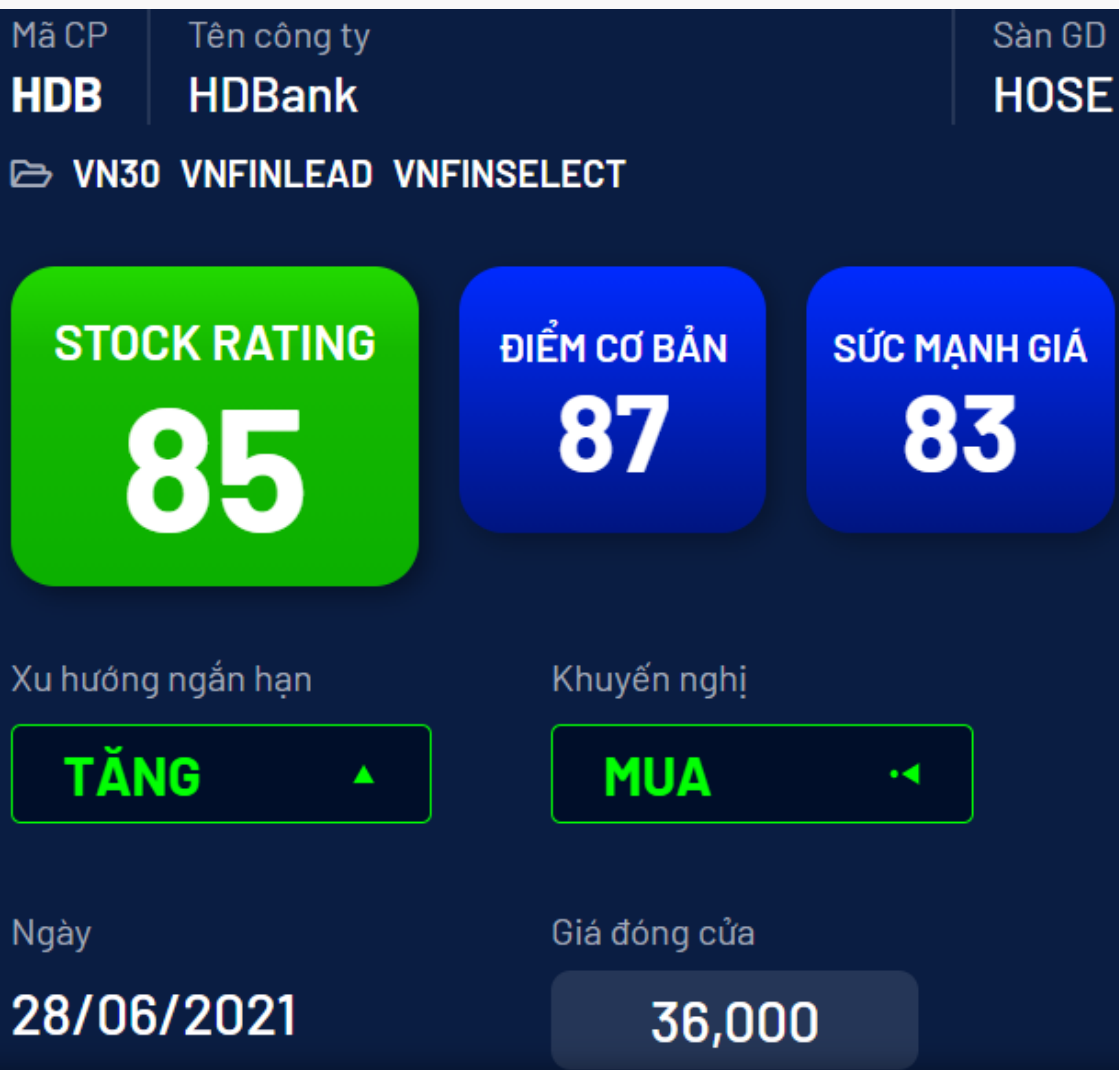 Mã CP Tên công ty Sàn GD
HDB HDBank HOSE
VN30 VNFINLEAD VNFINSELECT
STOCK RATING ĐIỂM CƠ BẢN SỨC MẠNH GIÁ
85 87 83
Xu hướng ngắn hạn Khuyến nghị
TĂNG MUA
Ngày Giá đóng cửa
28/06/2021 36,000